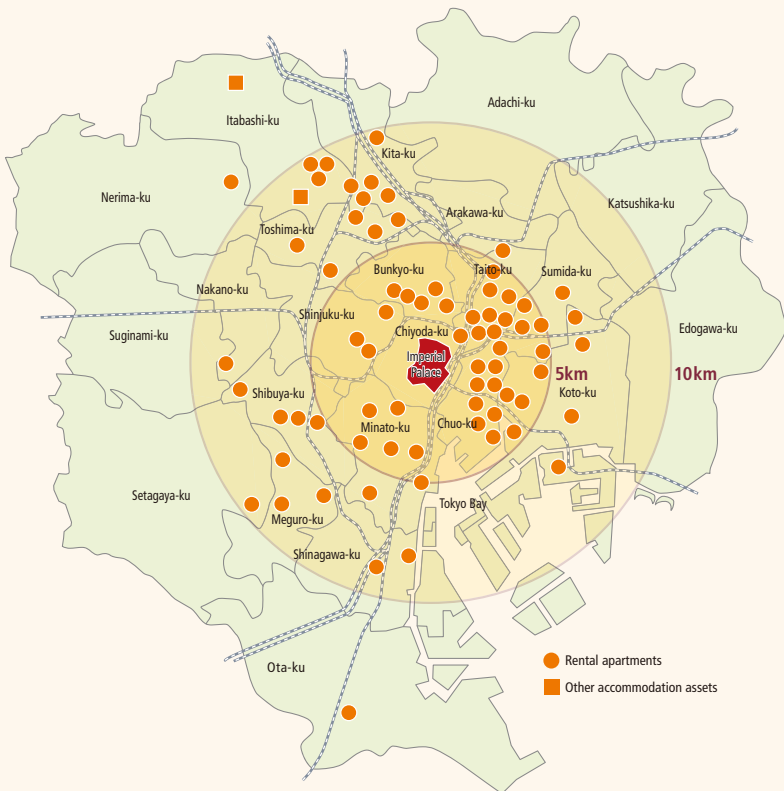 Adachi-ku
Itabashi-ku
Kita-ku
Nerima-ku
Katsushika-ku
Arakawa-ku
Toshima-ku
Bunkyo-ku
Taito-ku
Sumida-ku
Nakano-ku
Shinjuku-ku
Edogawa-ku
Suginami-ku
Chiyoda-ku
Imperial
Palace
5km
10km
Shibuya-ku
Koto-ku
Minato-ku
Chuo-ku
Setagaya-ku
Tokyo Bay
Meguro-ku
Shinagawa-ku
Ota-ku
Rental apartments
Other accommodation assets